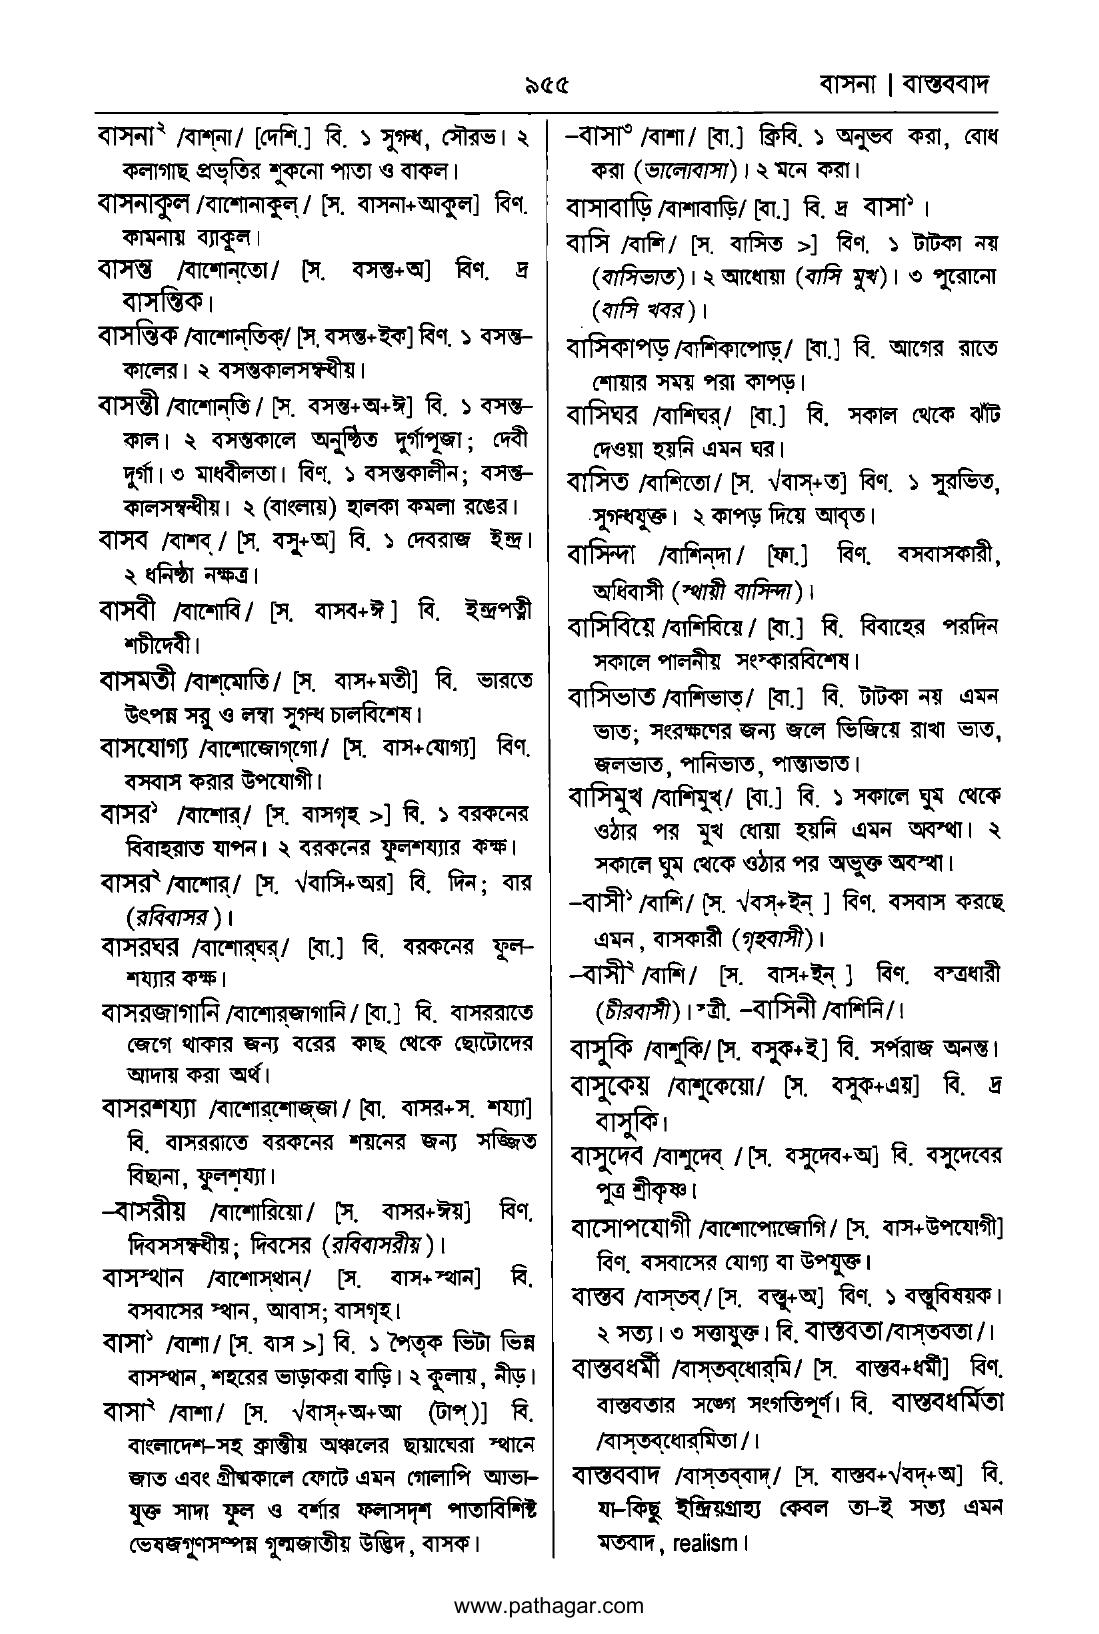 ৯৫৫
বাসনা | বাস্তববাদ
বাসনা২ /বাশ্‌না/ [দেশি.] বি. ১ সুগন্ধ, সৌরভ। ২
কলাগাছ প্রভৃতির শুকনো পাতা ও বাকল।
বাসনাকুল /বাশোনাকুল্‌/ [স. বাসনা+আকুল] বিণ.
কামনায় ব্যাকুল।
বাসন্ত /বাশোন্‌তো/ [স. বসন্ত+অ] বিণ. দ্র
বাসন্তিক।
বাসন্তিক /বাশোন্‌তিক্‌/ [স. বসন্ত+ইক] বিণ. ১ বসন্ত–
কালের। ২ বসন্তকালসম্বন্ধীয়।
বাসন্তী /বাশোন্‌তি/ [স. বসন্ত+অ+ঈ] বি. ১ বসন্ত–
কাল। ২ বসন্তকালে অনুষ্ঠিত দুর্গাপূজা; দেবী
দুর্গা। ৩ মাধবীলতা। বিণ. ১ বসন্তকালীন; বসন্ত–
কালসম্বন্ধীয়। ২ (বাংলায়) হালকা কমলা রঙের।
বাসব /বাশব্‌/ [স. বসু+অ] বি. ১ দেবরাজ ইন্দ্র।
২ ধনিষ্ঠা নক্ষত্র।
বাসবী /বাশোবি/ [স. বাসব+ঈ] বি. ইন্দ্রপত্নী
শচীদেবী।
বাসমতী /বাশ্‌মোতি/ [স. বাস+মতী] বি. ভারতে
উৎপন্ন সরু ও লম্বা সুগন্ধ চালবিশেষ।
বাসযোগ্য /বাশোজোগ্‌গো/ [স. বাস+যোগ্য] বিণ.
বসবাস করার উপযোগী।
বাসর১ /বাশোর্‌/ [স. বাসগৃহ >] বি. ১ বরকনের
বিবাহরাত যাপন। ২ বরকনের ফুলশয্যার কক্ষ।
বাসর২ /বাশোর্‌/ [স. √বাসি+অর] বি. দিন; বার
(রবিবাসর)।
বাসরঘর /বাশোর্‌ঘর্‌/ [বা.] বি. বরকনের ফুল–
শয্যার কক্ষ।
বাসরজাগানি /বাশোর্‌জাগানি/ [বা.] বি. বাসররাতে
জেগে থাকার জন্য বরের কাছ থেকে ছোটোদের
আদায় করা অর্থ।
বাসরশয্যা /বাশোর্‌শোজ্‌জা/ [বা. বাসর+স. শয্যা]
বি. বাসররাতে বরকনের শয়নের জন্য সজ্জিত
বিছানা, ফুলশয্যা।
–বাসরীয় /বাশোরিয়ো/ [স. বাসর+ঈয়] বিণ.
দিবসসম্বন্ধীয়; দিবসের (রবিবাসরীয়)।
বাসস্থান /বাশোস্‌থান্‌/ [স. বাস+স্থান] বি.
বসবাসের স্থান, আবাস; বাসগৃহ।
বাসা১ /বাশা/ [স. বাস >] বি. ১ পৈতৃক ভিটা ভিন্ন
বাসস্থান, শহরের ভাড়াকরা বাড়ি। ২ কুলায়, নীড়।
বাসা২ /বাশা/ [স. √বাস্‌+অ+আ (টাপ্‌)] বি.
বাংলাদেশ–সহ ক্রান্তীয় অঞ্চলের ছায়াঘেরা স্থানে
জাত এবং গ্রীষ্মকালে ফোটে এমন গোলাপি আভা–
যুক্ত সাদা ফুল ও বর্শার ফলাসদৃশ পাতাবিশিষ্ট
ভেষজগুণসম্পন্ন গুল্মজাতীয় উদ্ভিদ, বাসক।
–বাসা৩ /বাশা/ [বা.] ক্রিবি. ১ অনুভব করা, বোধ
করা (ভালোবাসা)। ২ মনে করা।
বাসাবাড়ি /বাশাবাড়ি/ [বা.] বি. দ্র বাসা১।
বাসি /বাশি/ [স. বাসিত >] বিণ. ১ টাটকা নয়
(বাসিভাত)। ২ আধোয়া (বাসি মুখ)। ৩ পুরোনো
(বাসি খবর)।
বাসিকাপড় /বাশিকাপোড়্‌/ [বা.] বি. আগের রাতে
শোয়ার সময় পরা কাপড়।
বাসিঘর /বাশিঘর্‌/ [বা.] বি. সকাল থেকে ঝাঁট
দেওয়া হয়নি এমন ঘর।
বাসিত /বাশিতো/ [স. √বাস্‌+ত] বিণ. ১ সুরভিত,
সুগন্ধযুক্ত। ২ কাপড় দিয়ে আবৃত।
বাসিন্দা /বাশিন্‌দা/ [ফা.] বিণ. বসবাসকারী,
অধিবাসী (স্থায়ী বাসিন্দা)।
বাসিবিয়ে /বাশিবিয়ে/ [বা.] বি. বিবাহের পরদিন
সকালে পালনীয় সংস্কারবিশেষ।
বাসিভাত /বাশিভাত্‌/ [বা.] বি. টাটকা নয় এমন
ভাত; সংরক্ষণের জন্য জলে ভিজিয়ে রাখা ভাত,
জলভাত, পানিভাত, পান্তাভাত।
বাসিমুখ /বাশিমুখ্‌/ [বা.] বি. ১ সকালে ঘুম থেকে
ওঠার পর মুখ ধোয়া হয়নি এমন অবস্থা। ২
সকালে ঘুম থেকে ওঠার পর অভুক্ত অবস্থা।
–বাসী১ /বাশি/ [স. √বস্‌+ইন্‌ ] বিণ. বসবাস করছে
এমন, বাসকারী (গৃহবাসী)।
–বাসী২ /বাশি/ [স. বাস+ইন্‌ ] বিণ. বস্ত্রধারী
(চীরবাসী)। স্ত্রী. –বাসিনী /বাশিনি/।
বাসুকি /বাশুকি/ [স. বসুক+ই] বি. সর্পরাজ অনন্ত।
বাসুকেয় /বাশুকেয়ো/ [স. বসুক+এয়] বি. দ্র
বাসুকি।
বাসুদেব /বাশুদেব্‌ / [স. বসুদেব+অ] বি. বসুদেবের
পুত্র শ্রীকৃষ্ণ।
বাসোপযোগী /বাশোপোজোগি/ [স. বাস+উপযোগী]
বিণ. বসবাসের যোগ্য বা উপযুক্ত।
বাস্তব /বাস্‌তব্‌/ [স. বস্তু+অ] বিণ. ১ বস্তুবিষয়ক।
২ সত্য। ৩ সত্তাযুক্ত। বি. বাস্তবতা /বাস্‌তবতা/।
বাস্তবধর্মী /বাস্‌তব্‌ধোর্‌মি/ [স. বাস্তব+ধর্মী] বিণ.
বাস্তবতার সঙ্গে সংগতিপূর্ণ। বি. বাস্তবধর্মিতা
/বাস্‌তব্‌ধোর্‌মিতা/।
বাস্তববাদ /বাস্‌তব্‌বাদ্‌/ [স. বাস্তব+√বদ্‌+অ] বি.
যা–কিছু ইন্দ্রিয়গ্রাহ্য কেবল তা–ই সত্য এমন
মতবাদ, realism।
www.pathagar.com